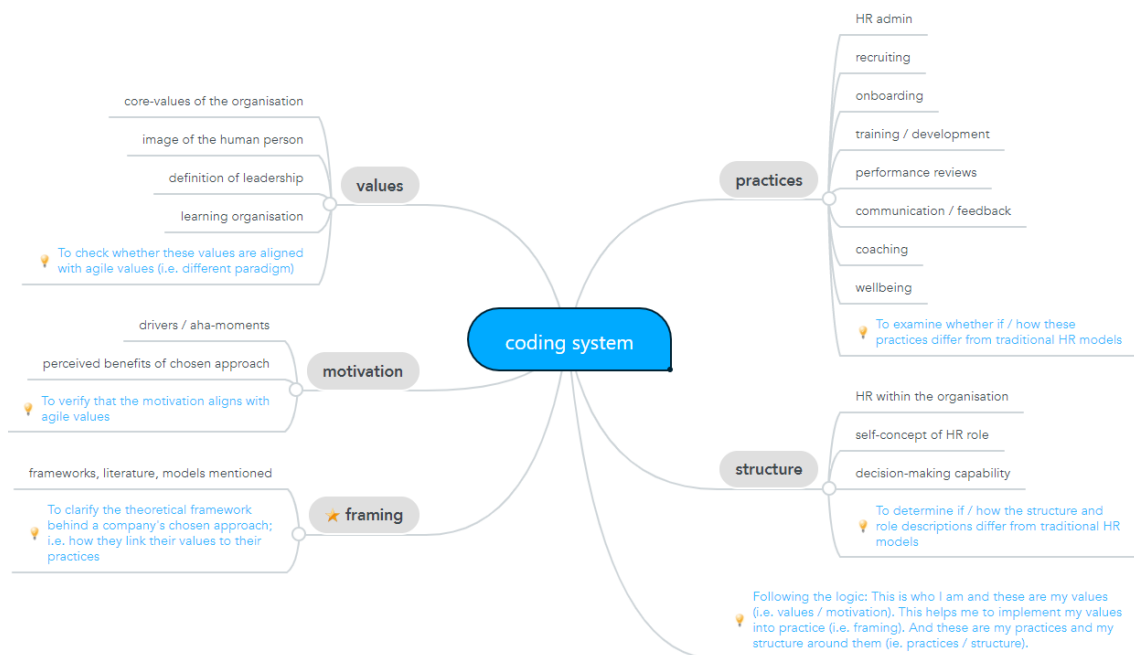 coding system
values
core-values of the organisation
image of the human person
definition of leadership
learning organisation
To check whether these values are aligned
with agile values (i.e. different paradigm)
motivation
drivers / aha-moments
perceived benefits of chosen approach
To verify that the motivation aligns with
agile values
framing
frameworks, literature, models mentioned
To clarify the theoretical framework
behind a company's chosen approach;
i.e. how they link their values to their
practices
practices
HR admin
recruiting
onboarding
training / development
performance reviews
communication / feedback
coaching
wellbeing
To examine whether if / how these
practices differ from traditional HR models
structure
HR within the organisation
self-concept of HR role
decision-making capability
To determine if / how the structure and
role descriptions differ from traditional HR
models
Following the logic: This is who I am and these are my values
(i.e. values / motivation). This helps me to implement my values
into practice (i.e. framing). And these are my practices and my
structure around them (ie. practices / structure).